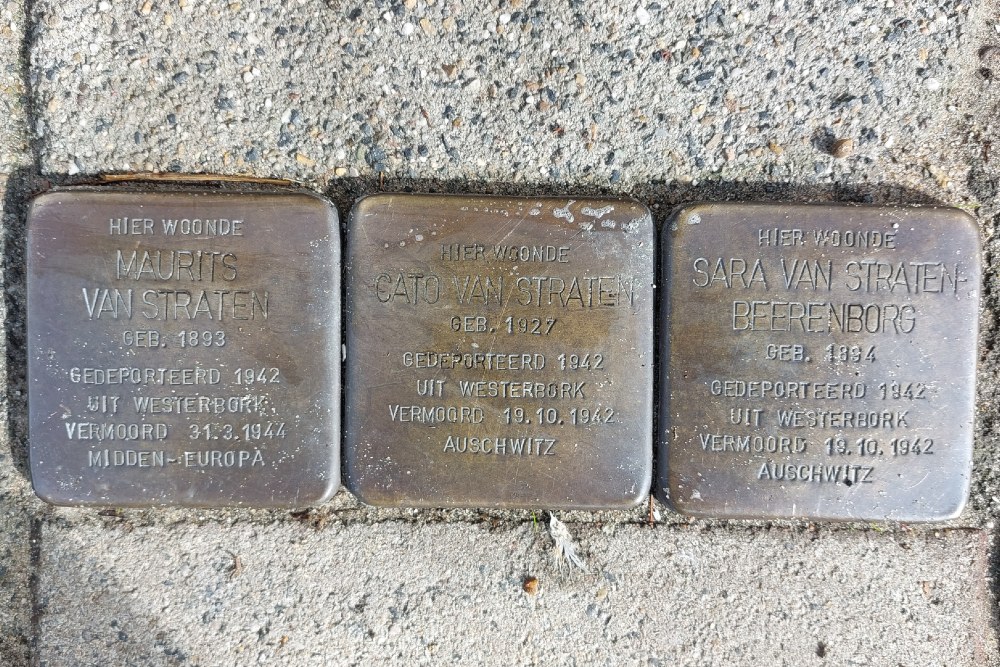 HIER WOONDE
MAURITS
VAN STRATEN
GEB. 1893
GEDEPORTEERD 1942
UIT WESTERBORK
VERMOORD 31.3.1944
MIDDEN-EUROPA
HIER WOONDE
CATO VAN STRATEN
GEB. 1927
GEDEPORTEERD 1942
UIT WESTERBORK
VERMOORD 19.10.1942
AUSCHWITZ
HIER WOONDE
SARA VAN STRATEN-
BEERENBORG
GEB. 1894
GEDEPORTEERD 1942
UIT WESTERBORK
VERMOORD 19.10.1942
AUSCHWITZ